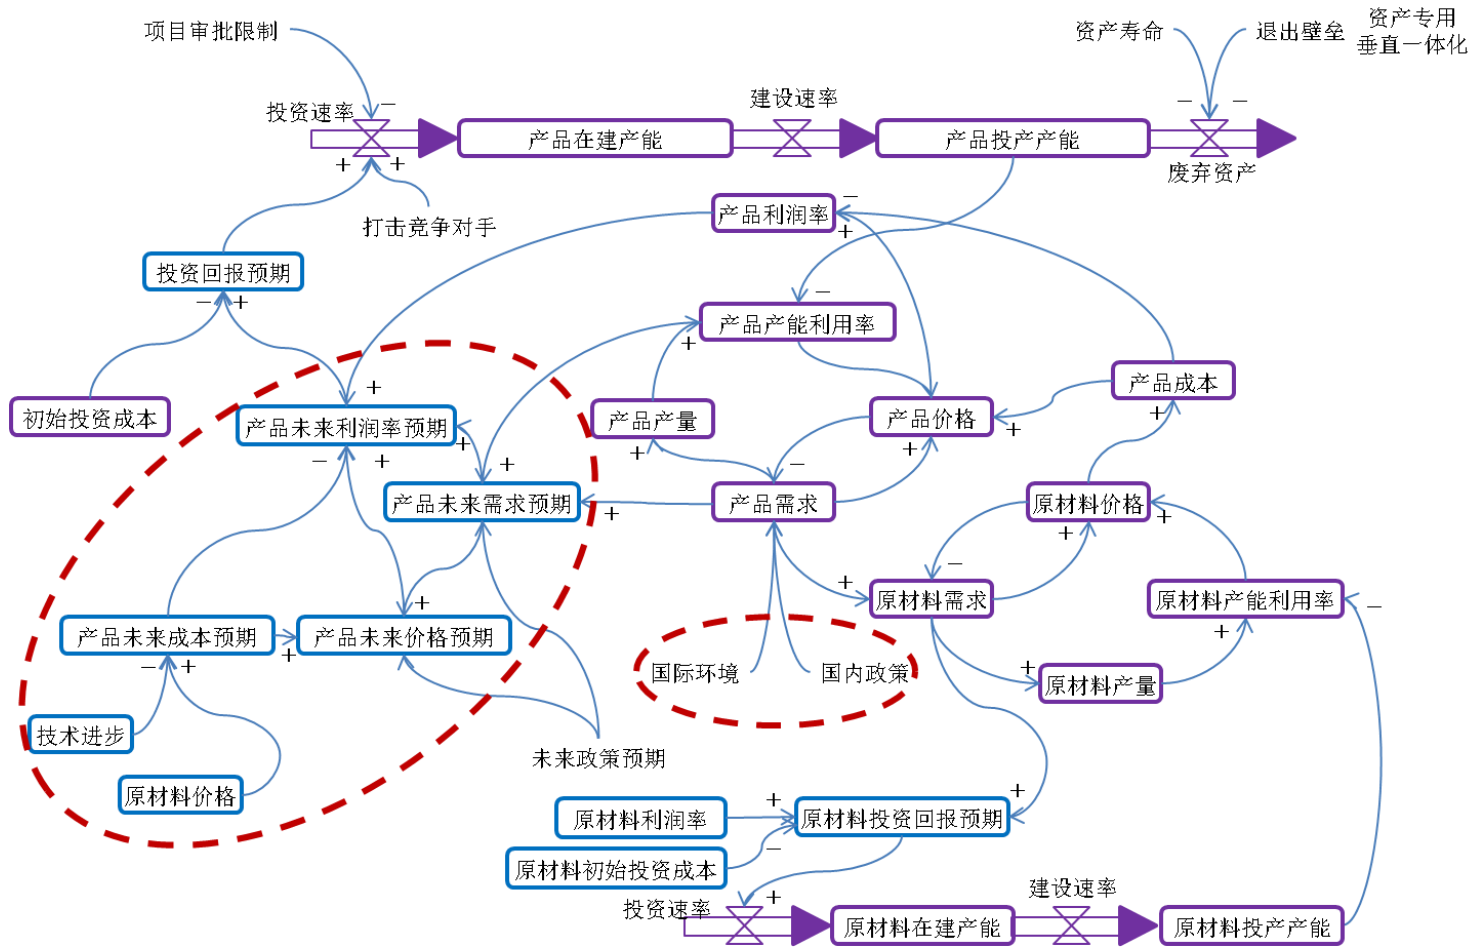 项目审批限制
资产寿命
退出壁垒
资产专用
垂直一体化
投资速率
−
建设速率
−
−
产品在建产能
产品投产产能
+
+
废弃资产
打击竞争对手
产品利润率
−
+
投资回报预期
−
+
−
产品产能利用率
+
初始投资成本
+
产品未来利润率预期
产品产量
产品价格
产品成本
+
+
+
−
+
+
+
+
−
产品未来需求预期
产品需求
原材料价格
+
+
+
−
+
+
原材料需求
原材料产能利用率
−
产品未来成本预期
产品未来价格预期
+
+
−
+
国际环境
国内政策
+
原材料产量
技术进步
未来政策预期
原材料价格
+
+
原材料利润率
原材料投资回报预期
−
原材料初始投资成本
投资速率
+
建设速率
原材料在建产能
原材料投产产能